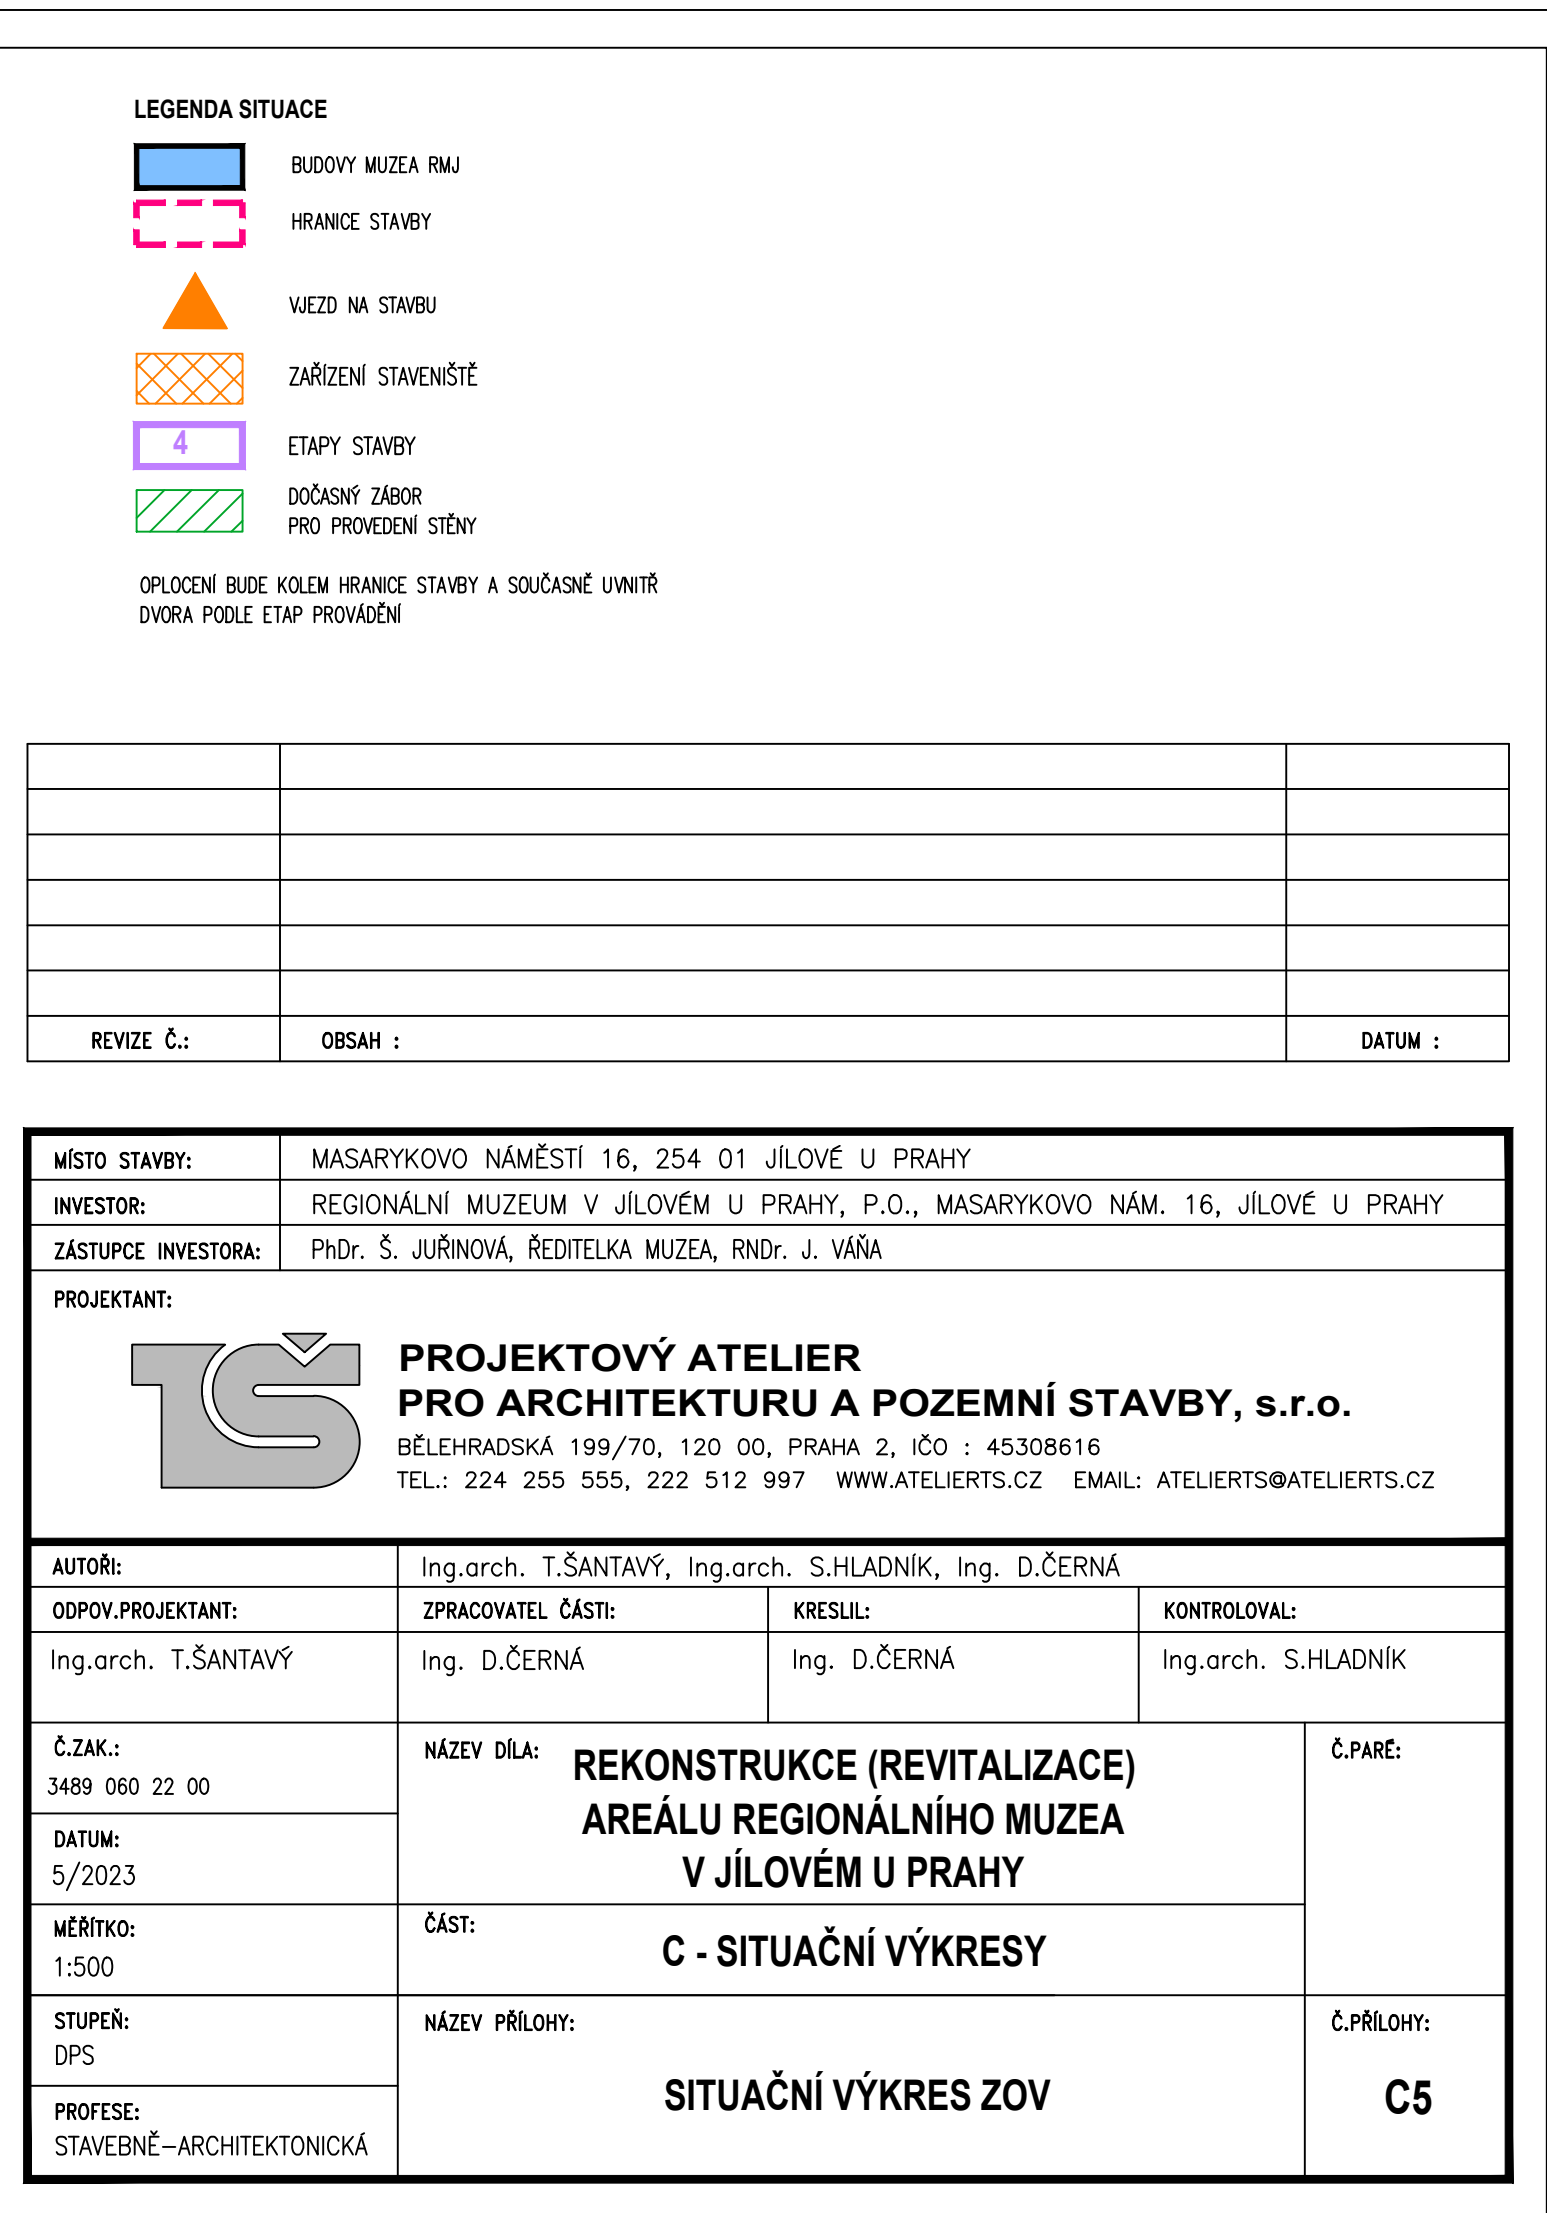 LEGENDA SITUACE
BUDOVY MUZEA RMJ
HRANICE STAVBY
VJEZD NA STAVBU
ZAŘÍZENÍ STAVENIŠTĚ
4
ETAPY STAVBY
DOČASNÝ ZÁBOR
PRO PROVEDENÍ STĚNY
OPLOCENÍ BUDE KOLEM HRANICE STAVBY A SOUČASNĚ UVNITŘ
DVORA PODLE ETAP PROVÁDĚNÍ
REVIZE Č.: OBSAH : DATUM :
MÍSTO STAVBY: MASARYKOVO NÁMĚSTÍ 16, 254 01 JÍLOVÉ U PRAHY
INVESTOR: REGIONÁLNÍ MUZEUM V JÍLOVÉM U PRAHY, P.O., MASARYKOVO NÁM. 16, JÍLOVÉ U PRAHY
ZÁSTUPCE INVESTORA: PhDr. Š. JUŘINOVÁ, ŘEDITELKA MUZEA, RNDr. J. VÁŇA
PROJEKTANT:
TŠ
PROJEKTOVÝ ATELIER
PRO ARCHITEKTURU A POZEMNÍ STAVBY, s.r.o.
BĚLEHRADSKÁ 199/70, 120 00, PRAHA 2, IČO : 45308616
TEL.: 224 255 555, 222 512 997 WWW.ATELIERTS.CZ EMAIL: ATELIERTS@ATELIERTS.CZ
AUTOŘI: Ing.arch. T.ŠANTAVÝ, Ing.arch. S.HLADNÍK, Ing. D.ČERNÁ
ODPOV.PROJEKTANT: ZPRACOVATEL ČÁSTI: KRESLIL: KONTROLOVAL:
Ing.arch. T.ŠANTAVÝ Ing. D.ČERNÁ Ing. D.ČERNÁ Ing.arch. S.HLADNÍK
Č.ZAK.:
3489 060 22 00
DATUM:
5/2023
NÁZEV DÍLA: REKONSTRUKCE (REVITALIZACE)
AREÁLU REGIONÁLNÍHO MUZEA
V JÍLOVÉM U PRAHY
Č.PARÉ:
MĚŘÍTKO:
1:500
ČÁST:
C - SITUAČNÍ VÝKRESY
STUPEŇ:
DPS
PROFESE:
STAVEBNĚ-ARCHITEKTONICKÁ
NÁZEV PŘÍLOHY:
SITUAČNÍ VÝKRES ZOV
Č.PŘÍLOHY:
C5